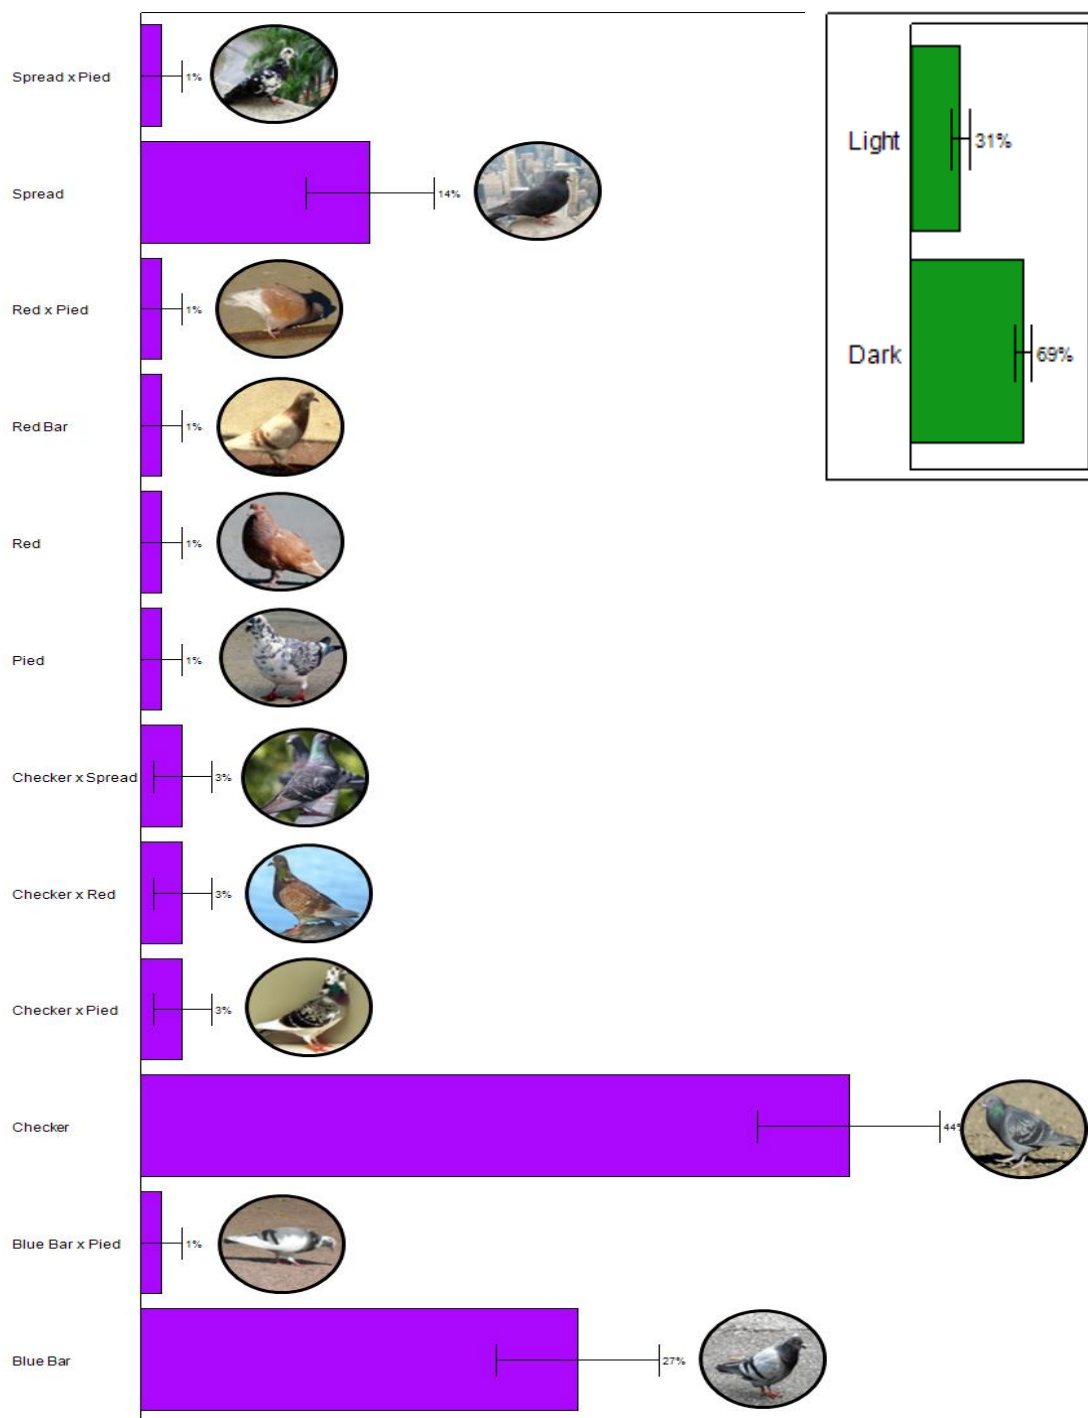 Spread x Pied 1%
Spread 14%
Red x Pied 1%
Red Bar 1%
Red 1%
Pied 1%
Checker x Spread 3%
Checker x Red 3%
Checker x Pied 3%
Checker 44%
Blue Bar x Pied 1%
Blue Bar 27%
Light 31%
Dark 69%